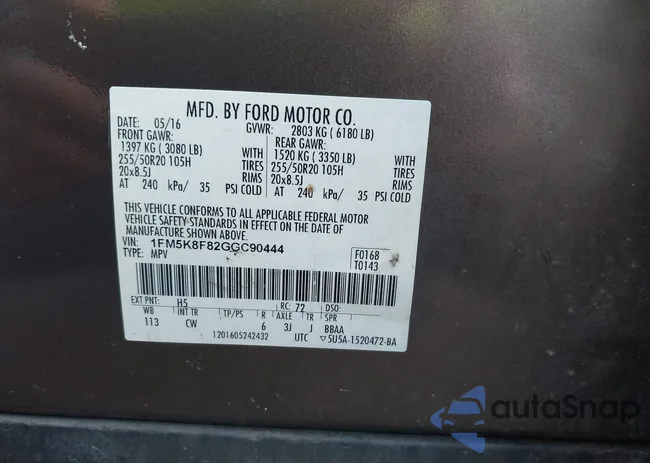 MFD. BY FORD MOTOR CO.
DATE: 05/16 GVWR: 2803 KG ( 6180 LB)
FRONT GAWR: REAR GAWR:
1397 KG ( 3080 LB) WITH 1520 KG ( 3350 LB) WITH
255/50R20 105H TIRES 255/50R20 105H TIRES
20x8.5J RIMS 20x8.5J RIMS
AT 240 kPa/ 35 PSI COLD AT 240 kPa/ 35 PSI COLD
THIS VEHICLE CONFORMS TO ALL APPLICABLE FEDERAL MOTOR
VEHICLE SAFETY STANDARDS IN EFFECT ON THE DATE OF
MANUFACTURE SHOWN ABOVE.
VIN: 1FM5K8F82GGC90444 F0168
TYPE: MPV T0143
EXT PNT: H5 RC: 72 DSO:
WB INT TR TP/PS R AXLE TR SPR
113 CW 6 3J J BBAA
1201605242432 UTC ▽5U5A-1520472-BA
autoSnap